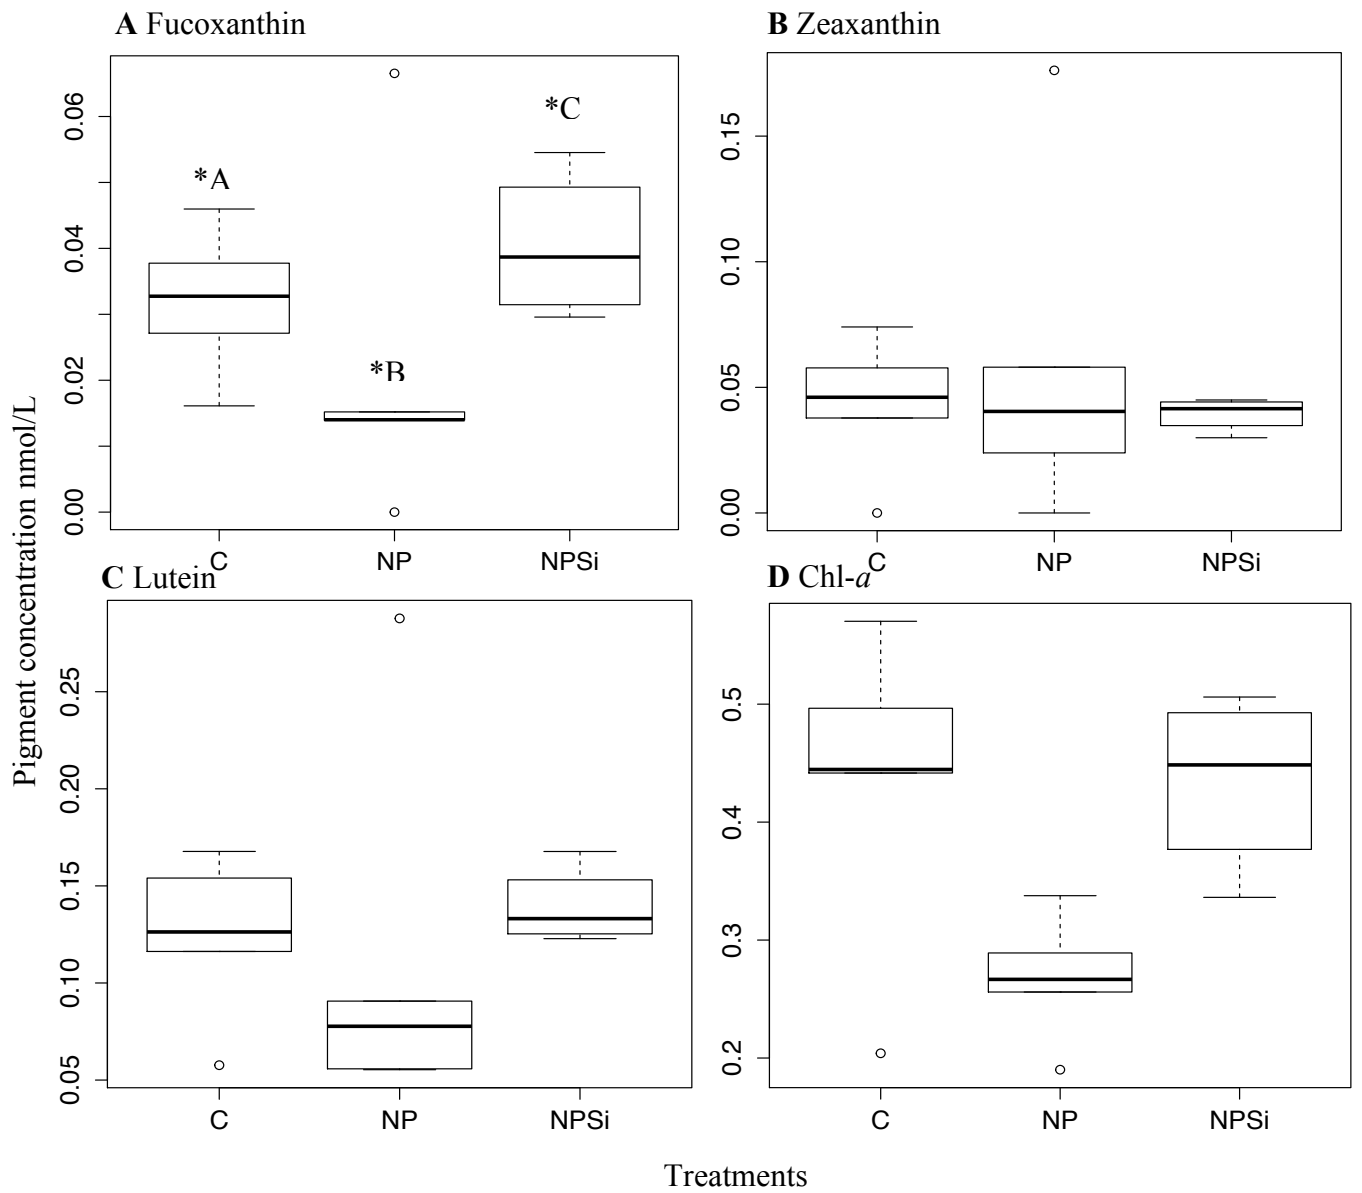 A Fucoxanthin
B Zeaxanthin
0.06
0.04
0.02
0.00
*A
*B
*C
C NP NPSi
0.15
0.10
0.05
0.00
C NP NPSi
Pigment concentration nmol/L
C Lutein
D Chl-a
0.25
0.20
0.15
0.10
0.05
C NP NPSi
0.5
0.4
0.3
0.2
C NP NPSi
Treatments